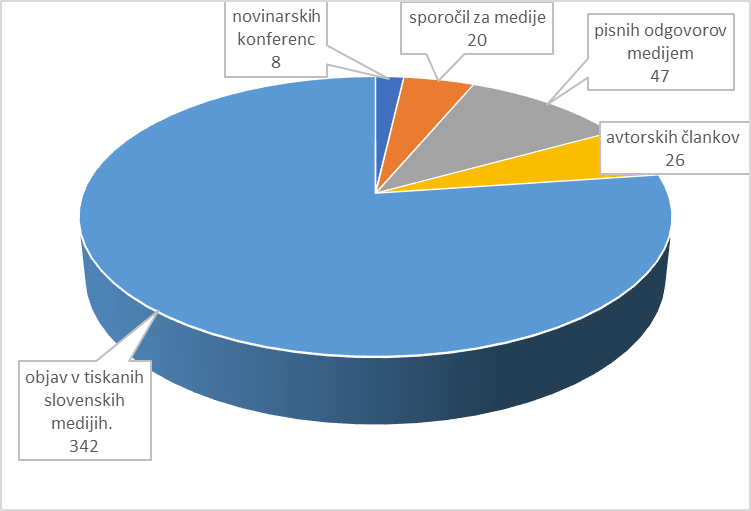 novinarskih
konferenc
8
sporočil za medije
20
pisnih odgovorov
medijem
47
avtorskih člankov
26
objav v tiskanih
slovenskih
medijih.
342